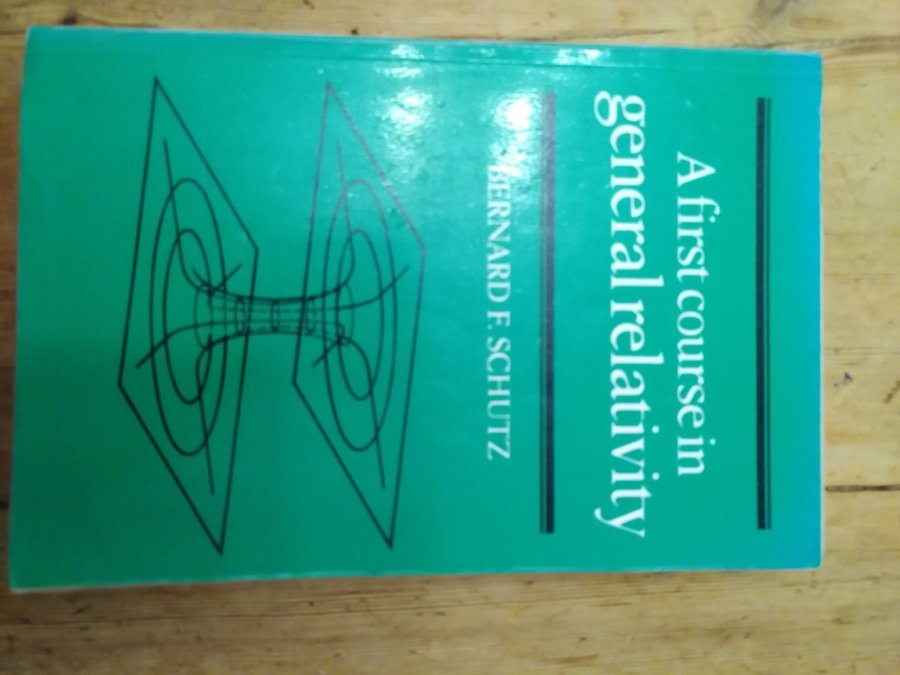 A first course in
general relativity
BERNARD F. SCHUTZ